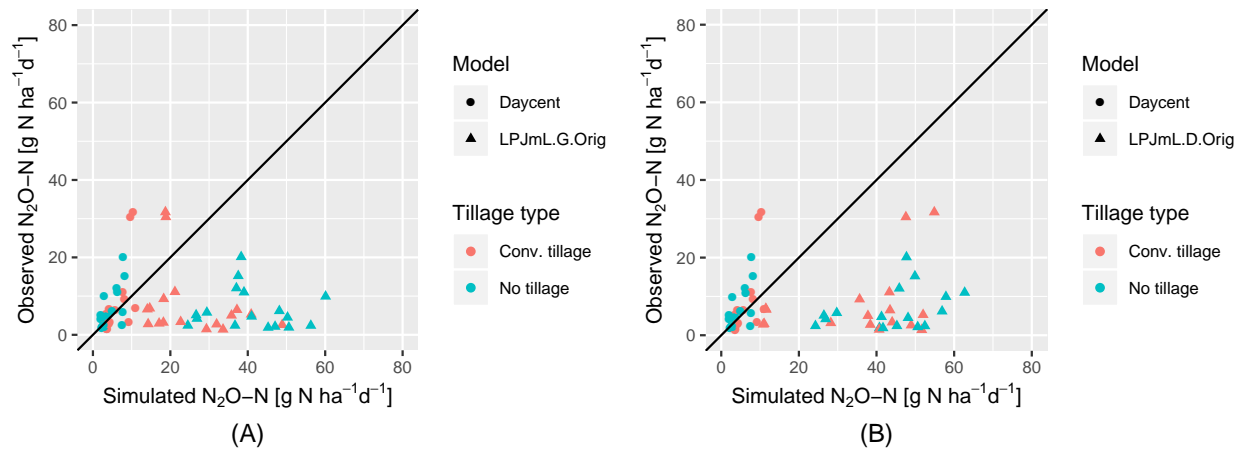 80
60
40
20
0
0 20 40 60 80
Observed N₂O−N [g N ha⁻¹d⁻¹]
Simulated N₂O−N [g N ha⁻¹d⁻¹]
Model
Daycent
LPJmL.G.Orig
Tillage type
Conv. tillage
No tillage
(A)
80
60
40
20
0
0 20 40 60 80
Observed N₂O−N [g N ha⁻¹d⁻¹]
Simulated N₂O−N [g N ha⁻¹d⁻¹]
Model
Daycent
LPJmL.D.Orig
Tillage type
Conv. tillage
No tillage
(B)